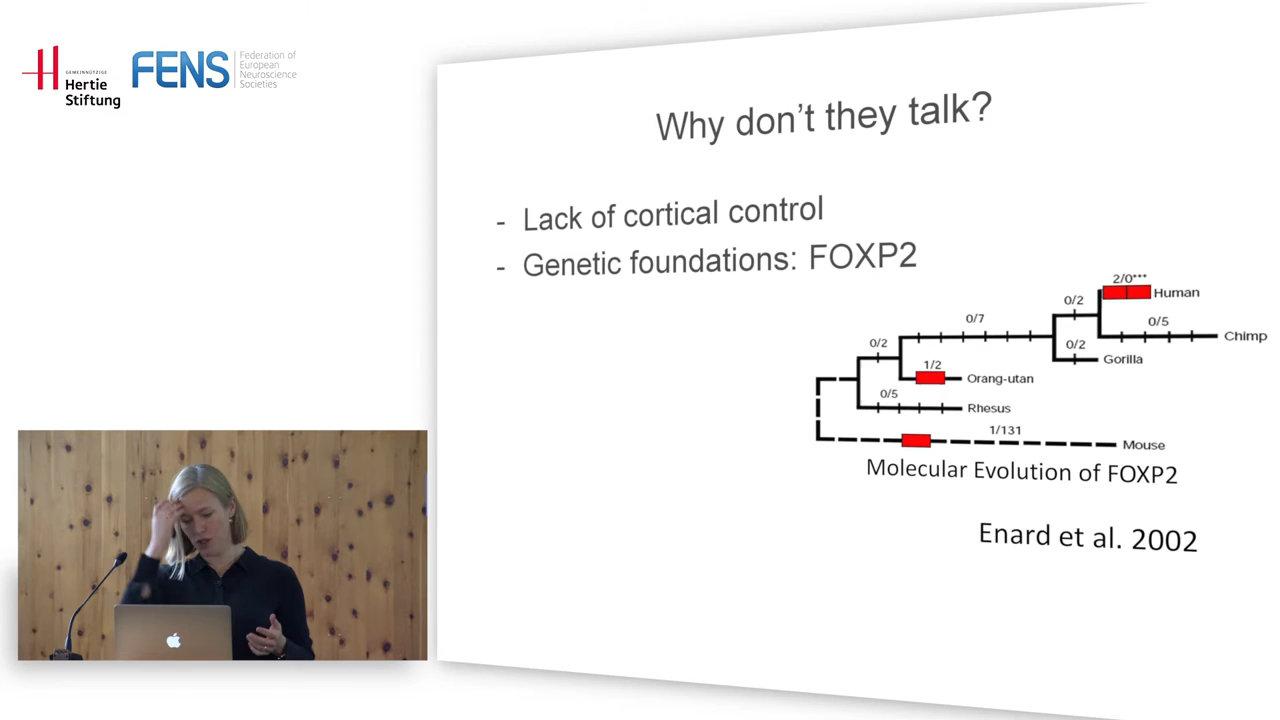 GEMEINNÜTZIGE
Hertie
Stiftung
FENS
Federation of
European
Neuroscience
Societies
Why don't they talk?
- Lack of cortical control
- Genetic foundations: FOXP2
2/0***
Human
0/2
0/5
0/7
Chimp
0/2
0/2
Gorilla
1/2
Orang-utan
0/5
Rhesus
1/131
Mouse
Molecular Evolution of FOXP2
Enard et al. 2002